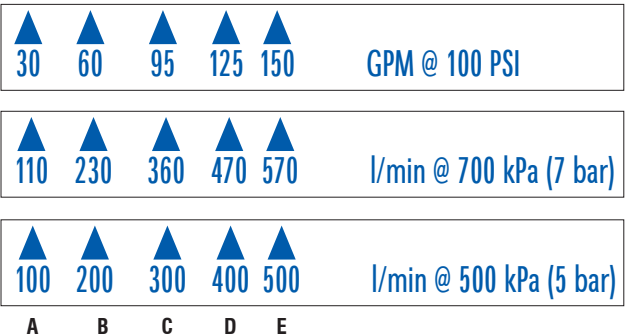 30 60 95 125 150 GPM @ 100 PSI
110 230 360 470 570 l/min @ 700 kPa (7 bar)
100 200 300 400 500 l/min @ 500 kPa (5 bar)
A B C D E